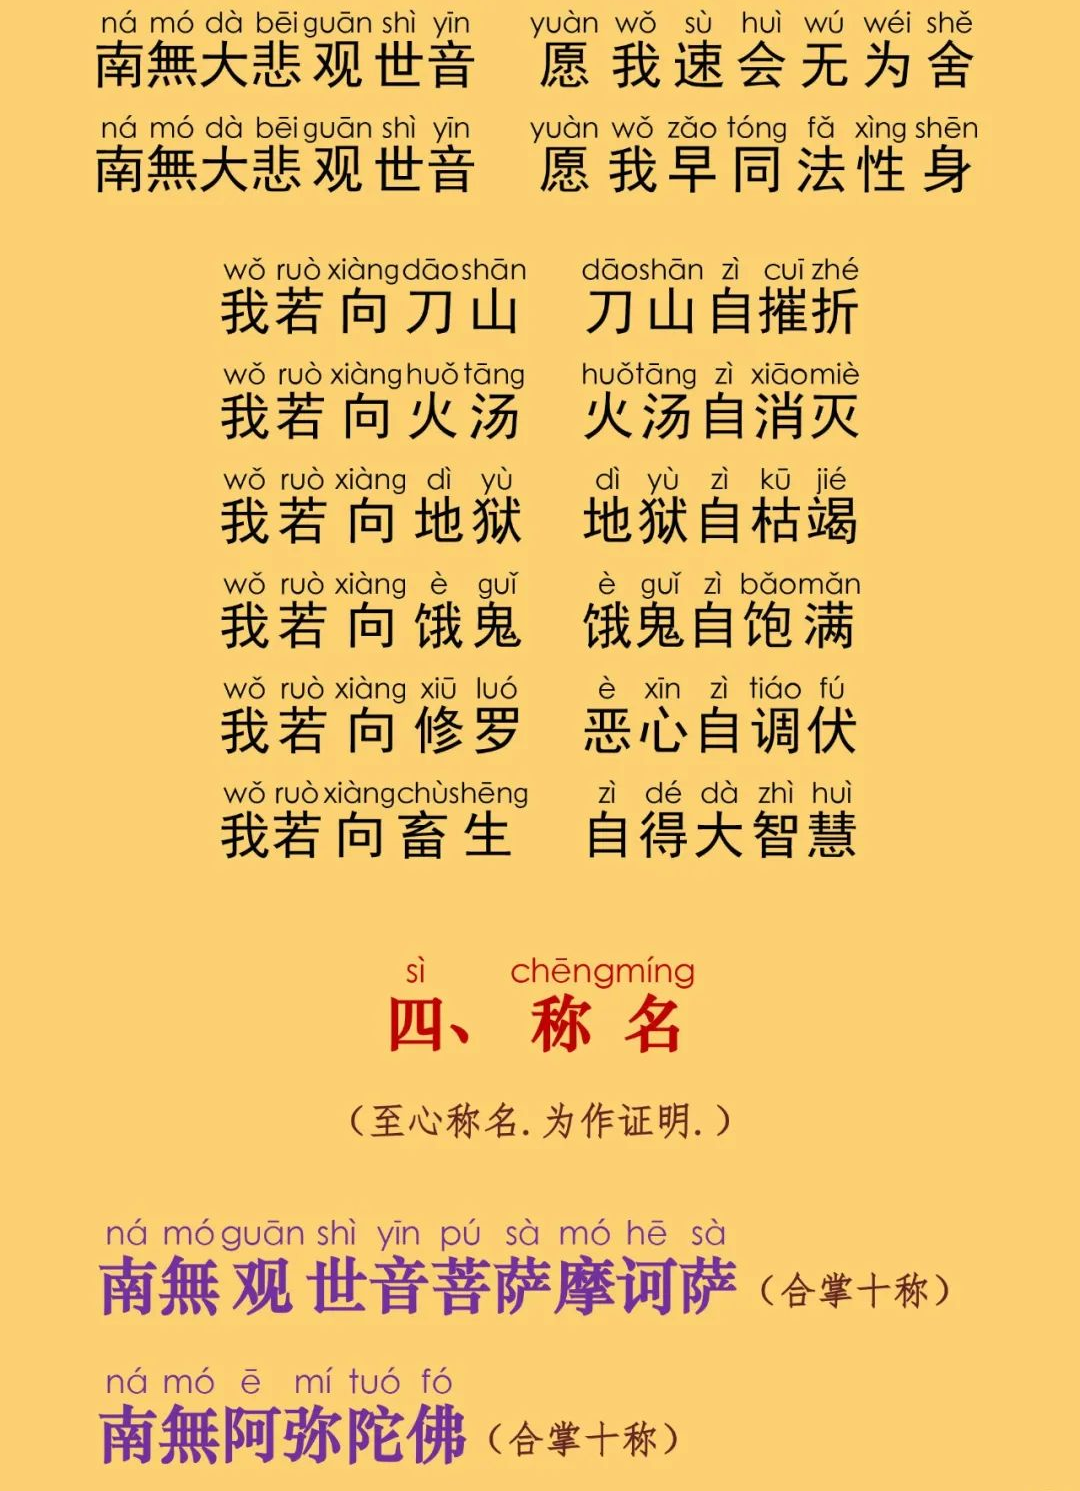 ná mó dà bēi guān shì yīn yuàn wǒ sù huì wú wéi shě
南無大悲观世音 愿我速会无为舍
ná mó dà bēi guān shì yīn yuàn wǒ zǎo tóng fǎ xìng shēn
南無大悲观世音 愿我早同法性身
wǒ ruò xiàng dāo shān dāo shān zì cuī zhé
我若向刀山 刀山自摧折
wǒ ruò xiàng huǒ tāng huǒ tāng zì xiāo miè
我若向火汤 火汤自消灭
wǒ ruò xiàng dì yù dì yù zì kū jié
我若向地狱 地狱自枯竭
wǒ ruò xiàng è guǐ è guǐ zì bǎo mǎn
我若向饿鬼 饿鬼自饱满
wǒ ruò xiàng xiū luó è xīn zì tiáo fú
我若向修罗 恶心自调伏
wǒ ruò xiàng chù shēng zì dé dà zhì huì
我若向畜生 自得大智慧
sì chēng míng
四、称名
（至心称名.为作证明.）
ná mó guān shì yīn pú sà mó hē sà
南無观世音菩萨摩诃萨（合掌十称）
ná mó ē mí tuó fó
南無阿弥陀佛（合掌十称）